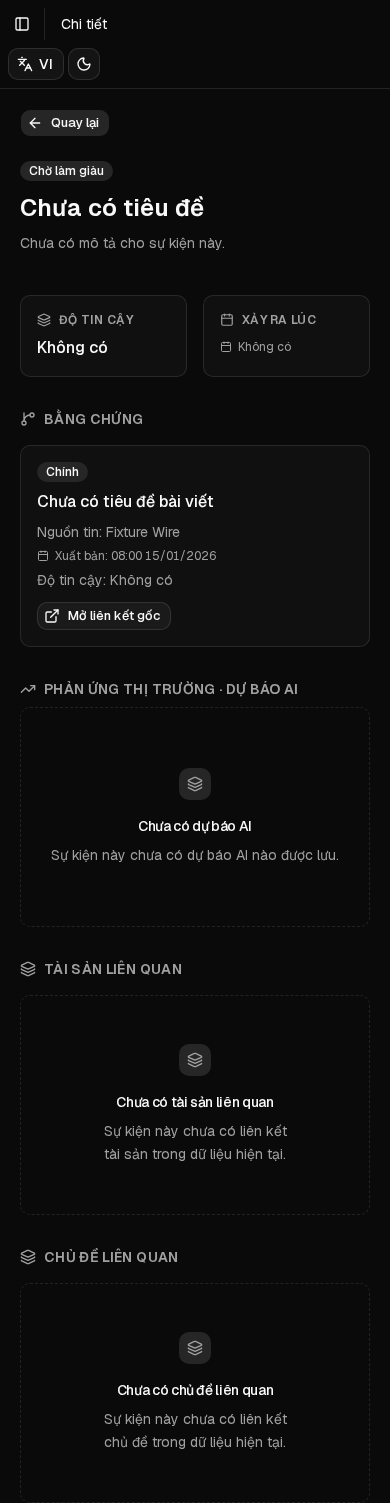 Chi tiết
VI
Quay lại
Chờ làm giàu
Chưa có tiêu đề
Chưa có mô tả cho sự kiện này.
ĐỘ TIN CẬY
Không có
XẢY RA LÚC
Không có
BẰNG CHỨNG
Chính
Chưa có tiêu đề bài viết
Nguồn tin: Fixture Wire
Xuất bản: 08:00 15/01/2026
Độ tin cậy: Không có
Mở liên kết gốc
PHẢN ỨNG THỊ TRƯỜNG · DỰ BÁO AI
Chưa có dự báo AI
Sự kiện này chưa có dự báo AI nào được lưu.
TÀI SẢN LIÊN QUAN
Chưa có tài sản liên quan
Sự kiện này chưa có liên kết
tài sản trong dữ liệu hiện tại.
CHỦ ĐỀ LIÊN QUAN
Chưa có chủ đề liên quan
Sự kiện này chưa có liên kết
chủ đề trong dữ liệu hiện tại.